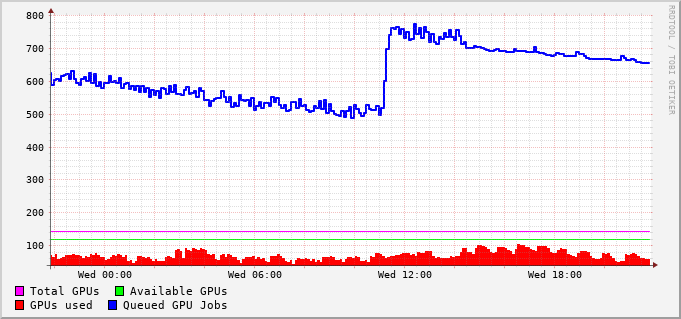 800
700
600
500
400
300
200
100
Wed 00:00 Wed 06:00 Wed 12:00 Wed 18:00
Total GPUs Available GPUs
GPUs used Queued GPU Jobs
RRDTOOL / TOBI OETIKER